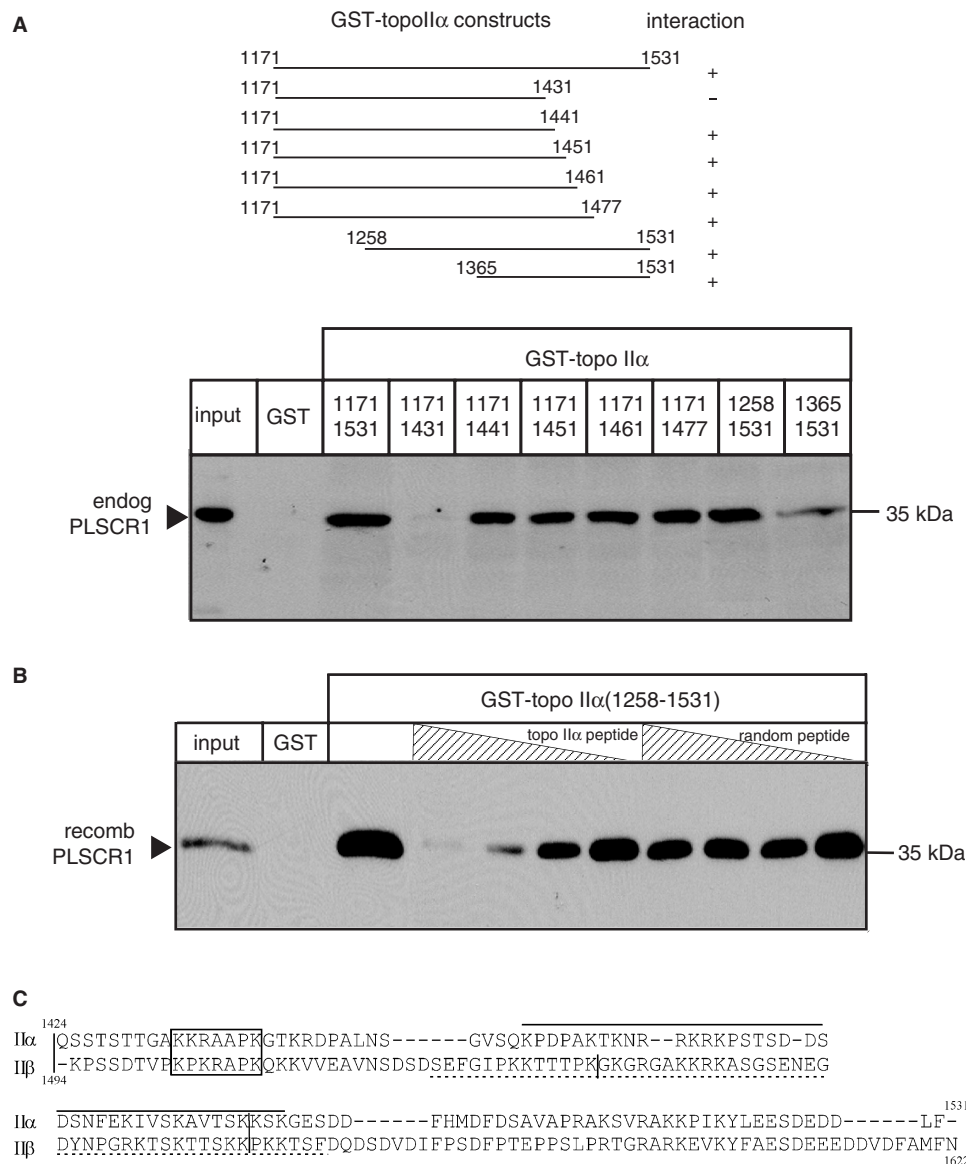 A
GST-topoIIα constructs interaction
1171 1531
+
1171 1431
–
1171 1441
+
1171 1451
+
1171 1461
+
1171 1477
+
1258 1531
+
1365 1531
+
GST-topo IIα
input GST 1171 1171 1171 1171 1171 1171 1258 1365
1531 1431 1441 1451 1461 1477 1531 1531
endog
PLSCR1
35 kDa
B
GST-topo IIα(1258-1531)
input GST topo IIα peptide random peptide
recomb
PLSCR1
35 kDa
C
1424
IIα QSSTSTTGAKKRAAPKGTKRDPALNS------GVSQKPDPAKTKNR--RKRKPSTSD-DS
IIβ -KPSSDTVPKPKRAPKQKKVVEAVNSDSDSEFGIPKKTTTPKGKGRGAKKRKASGSENEG
1494
1531
IIα DSNFEKIVSKAVTSKKSKGESDD-----FHMDFDSAVAPRAKSVRAKKPIKYLEESDEDD------LF-
IIβ DYNPGRKTSKTTSKKPKKTSFDQDSDVDIFPSDFPTEPPSLPRTGRARKEVKYFAESDEEEDDVDFAMFN
1622